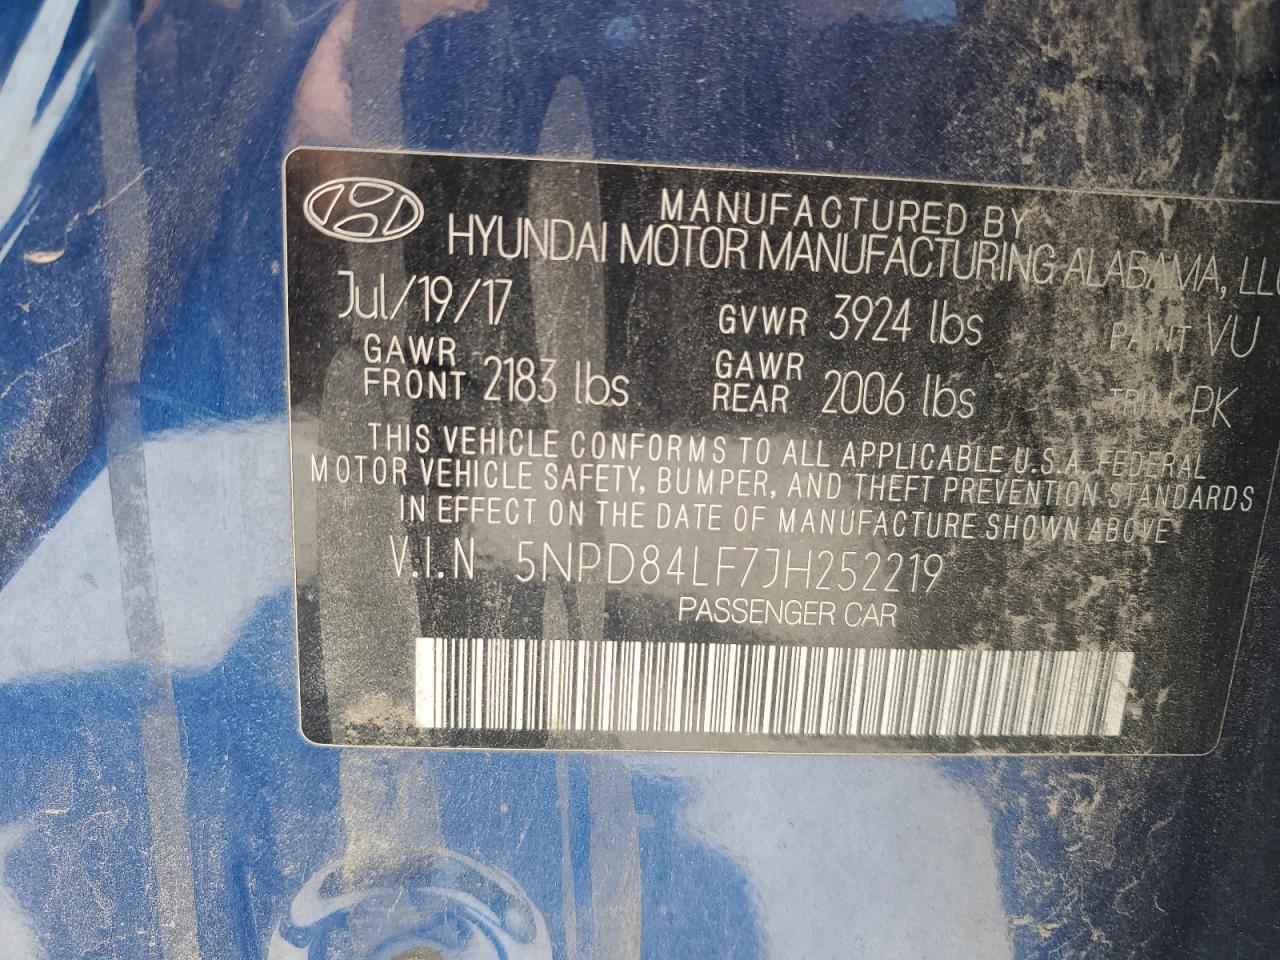 MANUFACTURED BY
HYUNDAI MOTOR MANUFACTURING ALABAMA, LLC
Jul/19/17 GVWR 3924 lbs PAINT VU
GAWR FRONT 2183 lbs GAWR REAR 2006 lbs TRIM PK
THIS VEHICLE CONFORMS TO ALL APPLICABLE U.S.A. FEDERAL
MOTOR VEHICLE SAFETY, BUMPER, AND THEFT PREVENTION STANDARDS
IN EFFECT ON THE DATE OF MANUFACTURE SHOWN ABOVE
V.I.N 5NPD84LF7JH252219
PASSENGER CAR